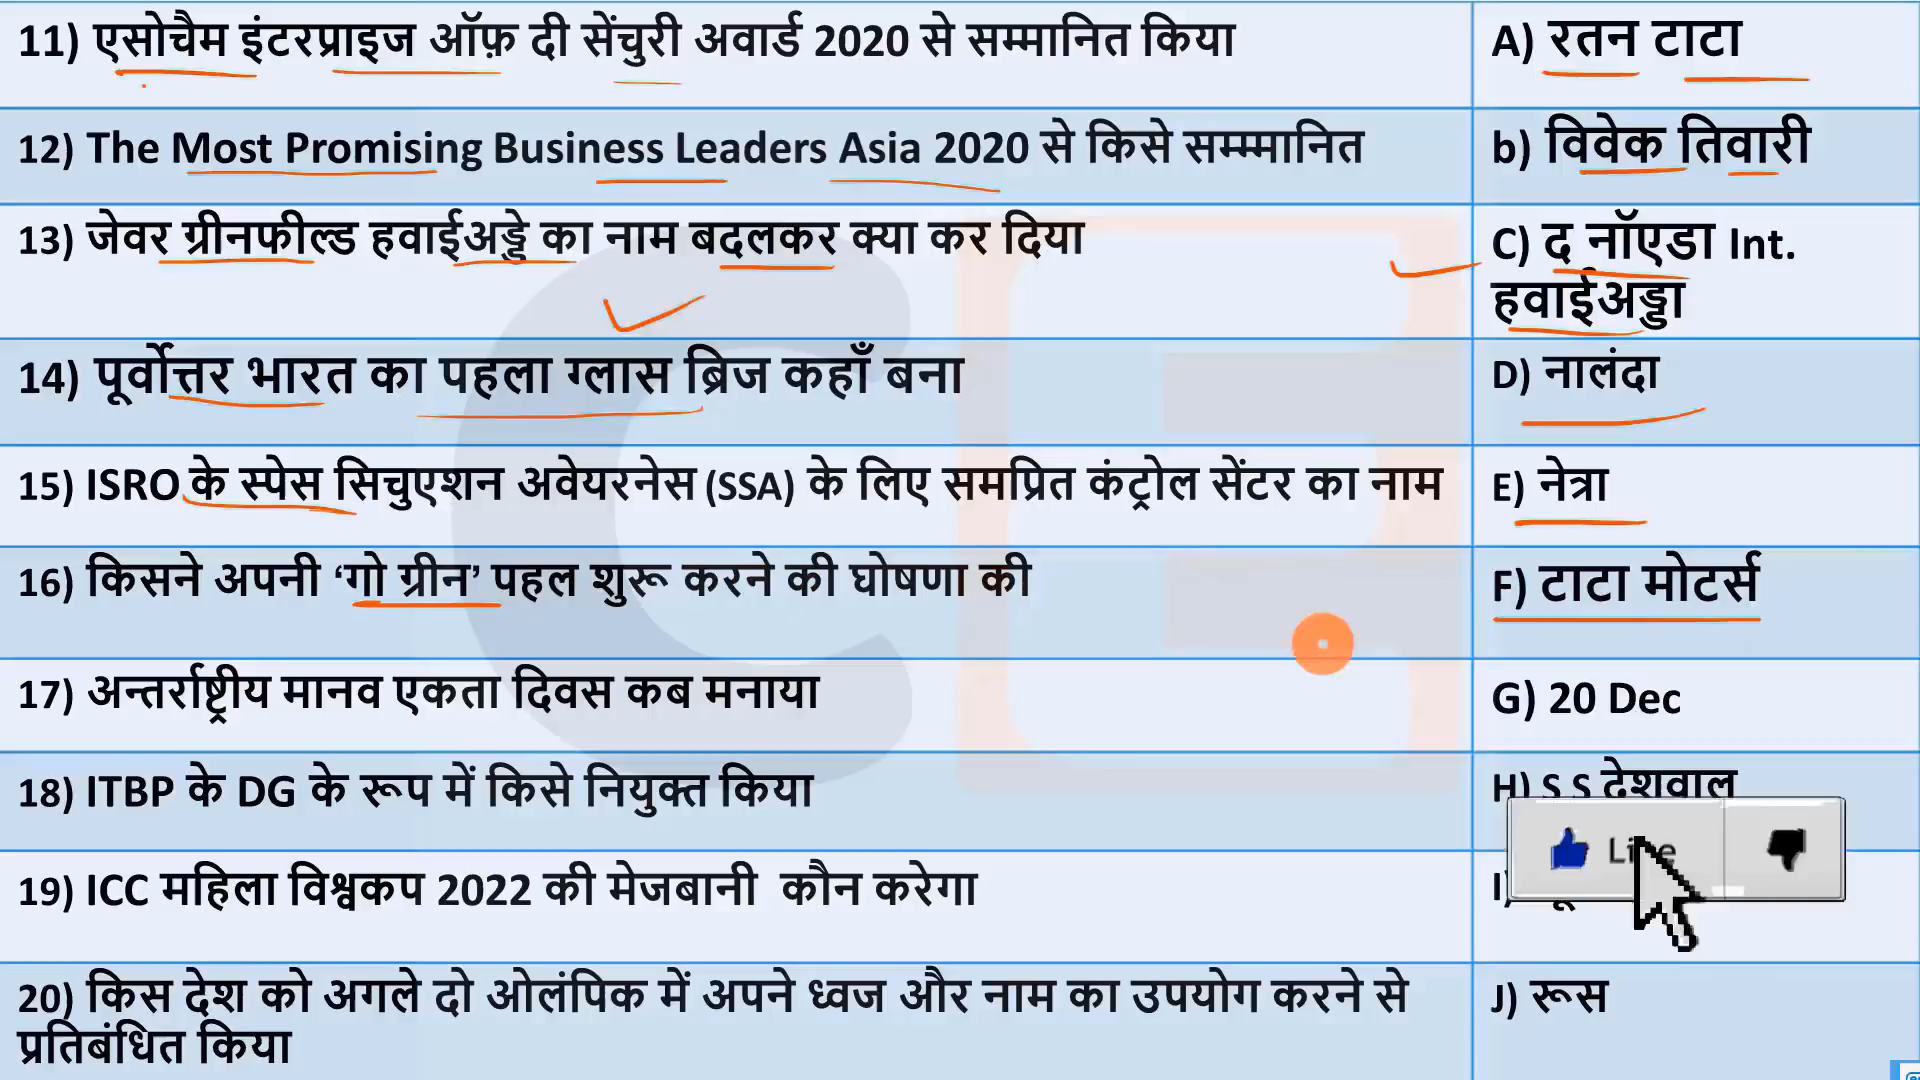 11) एसोचैम इंटरप्राइज ऑफ़ दी सेंचुरी अवार्ड 2020 से सम्मानित किया
A) रतन टाटा
12) The Most Promising Business Leaders Asia 2020 से किसे सम्म्मानित
b) विवेक तिवारी
13) जेवर ग्रीनफील्ड हवाईअड्डे का नाम बदलकर क्या कर दिया
C) द नॉएडा Int.
हवाईअड्डा
14) पूर्वोत्तर भारत का पहला ग्लास ब्रिज कहाँ बना
D) नालंदा
15) ISRO के स्पेस सिचुएशन अवेयरनेस (SSA) के लिए समप्रित कंट्रोल सेंटर का नाम
E) नेत्रा
16) किसने अपनी ‘गो ग्रीन’ पहल शुरू करने की घोषणा की
F) टाटा मोटर्स
17) अन्तर्राष्ट्रीय मानव एकता दिवस कब मनाया
G) 20 Dec
18) ITBP के DG के रूप में किसे नियुक्त किया
H) S S देशवाल
19) ICC महिला विश्वकप 2022 की मेजबानी कौन करेगा
I)
Like
20) किस देश को अगले दो ओलंपिक में अपने ध्वज और नाम का उपयोग करने से
प्रतिबंधित किया
J) रूस